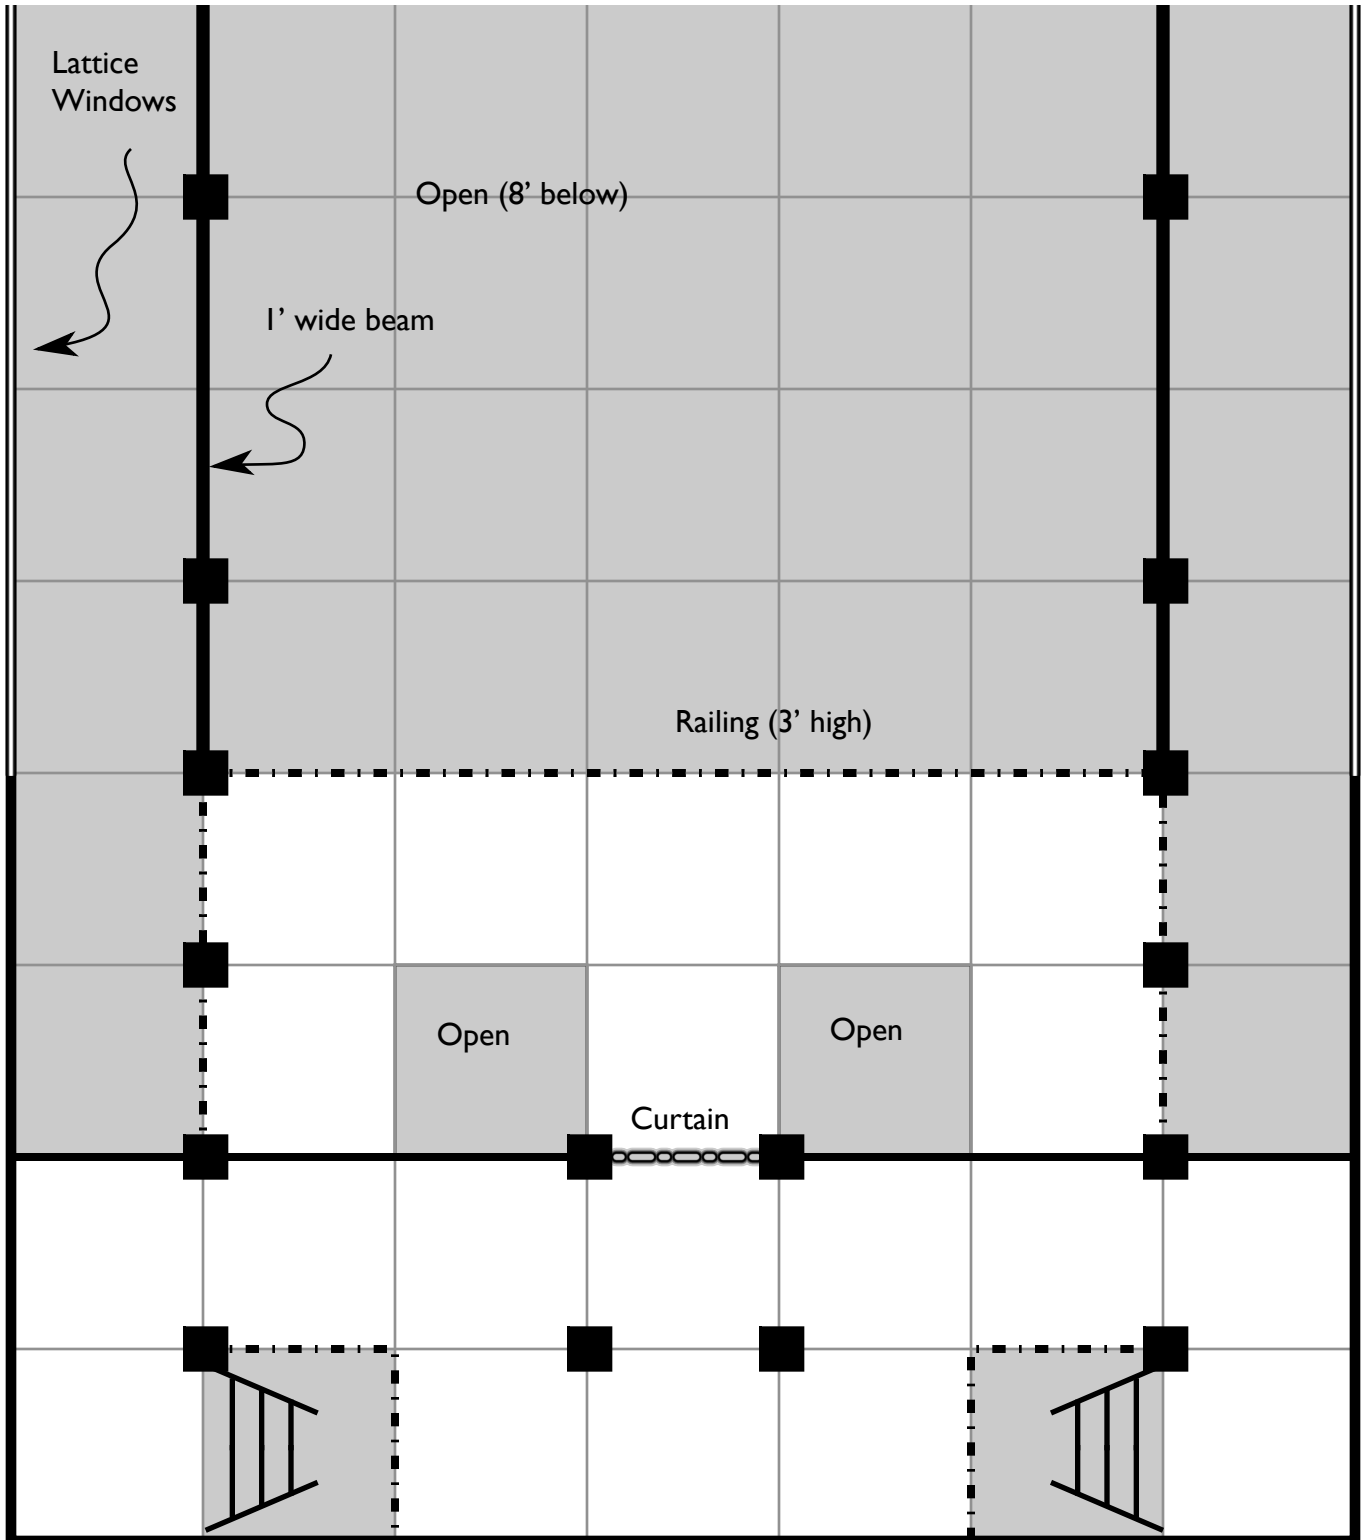 Lattice
Windows
Open (8’ below)
1’ wide beam
Railing (3’ high)
Open
Open
Curtain